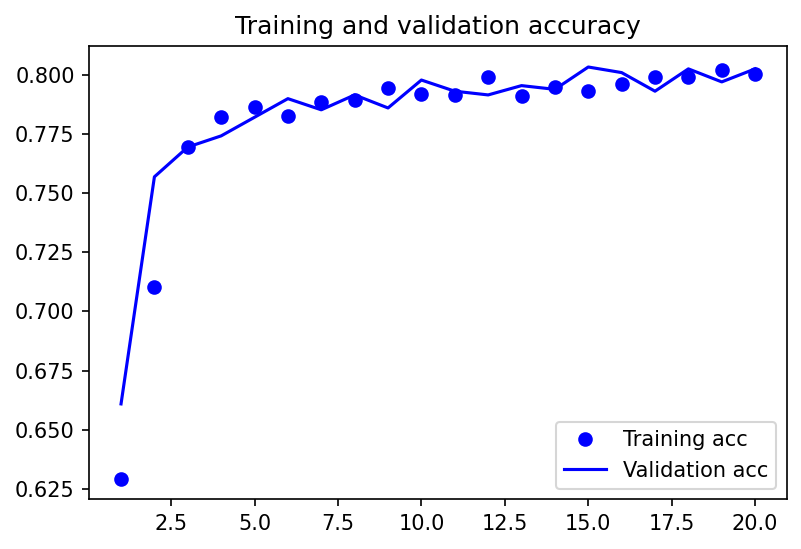 Training and validation accuracy
0.800
0.775
0.750
0.725
0.700
0.675
0.650
0.625
Training acc
Validation acc
2.5 5.0 7.5 10.0 12.5 15.0 17.5 20.0